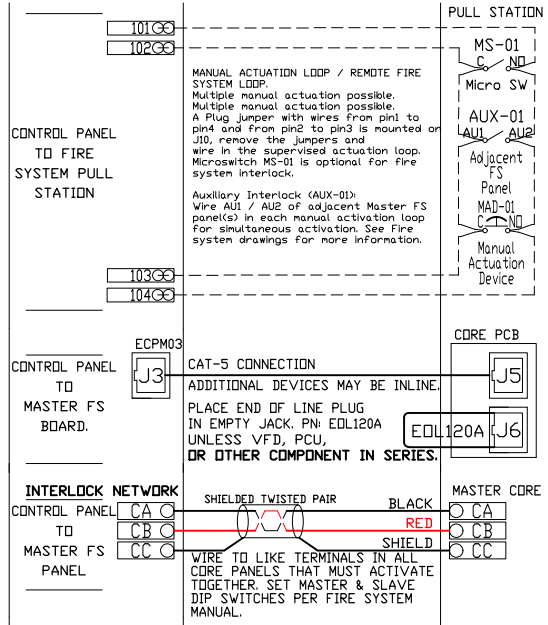 PULL STATION
101
102
MS-01
C NO
Micro SW
MANUAL ACTUATION LOOP / REMOTE FIRE
SYSTEM LOOP.
Multiple manual actuation possible.
Multiple manual actuation possible.
A Plug jumper with wires from pin1 to
pin4 and from pin2 to pin3 is mounted on
J10, remove the jumpers and
wire in the supervised actuation loop.
Microswitch MS-01 is optional for fire
system interlock.
Auxiliary Interlock (AUX-01):
Wire AU1 / AU2 of adjacent Master FS
panel(s) in each manual activation loop
for simultaneous activation. See Fire
system drawings for more information.
CONTROL PANEL
TO FIRE
SYSTEM PULL
STATION
AUX-01
AU1 AU2
Adjacent
FS
Panel
MAD-01
C NO
Manual
Actuation
Device
103
104
ECPM03
CORE PCB
CONTROL PANEL
TO
MASTER FS
BOARD.
J3
CAT-5 CONNECTION
ADDITIONAL DEVICES MAY BE INLINE.
J5
PLACE END OF LINE PLUG
IN EMPTY JACK. PN: EOL120A
UNLESS VFD, PCU,
OR OTHER COMPONENT IN SERIES.
EOL120A J6
INTERLOCK NETWORK
SHIELDED TWISTED PAIR
MASTER CORE
CONTROL PANEL
TO
MASTER FS
PANEL
CA
CB
CC
BLACK
RED
SHIELD
CA
CB
CC
WIRE TO LIKE TERMINALS IN ALL
CORE PANELS THAT MUST ACTIVATE
TOGETHER. SET MASTER & SLAVE
DIP SWITCHES PER FIRE SYSTEM
MANUAL.